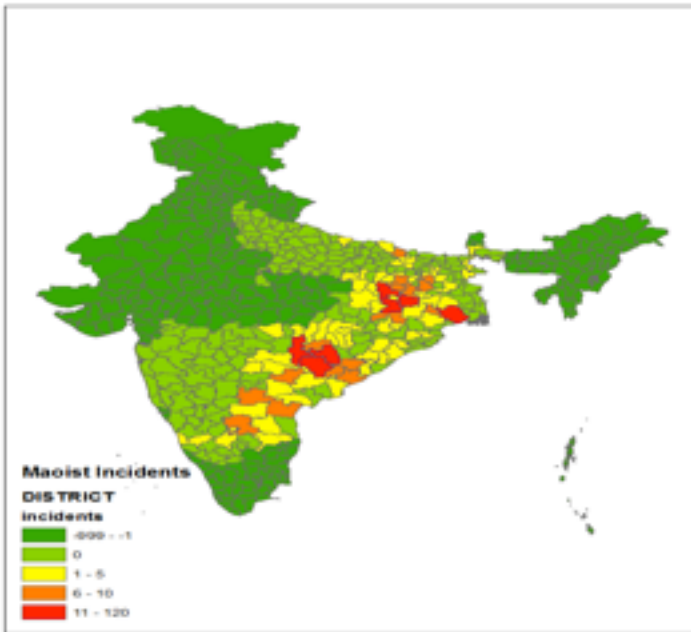 Maoist Incidents
DISTRICT
incidents
-999 - -1
0
1 - 5
6 - 10
11 - 120